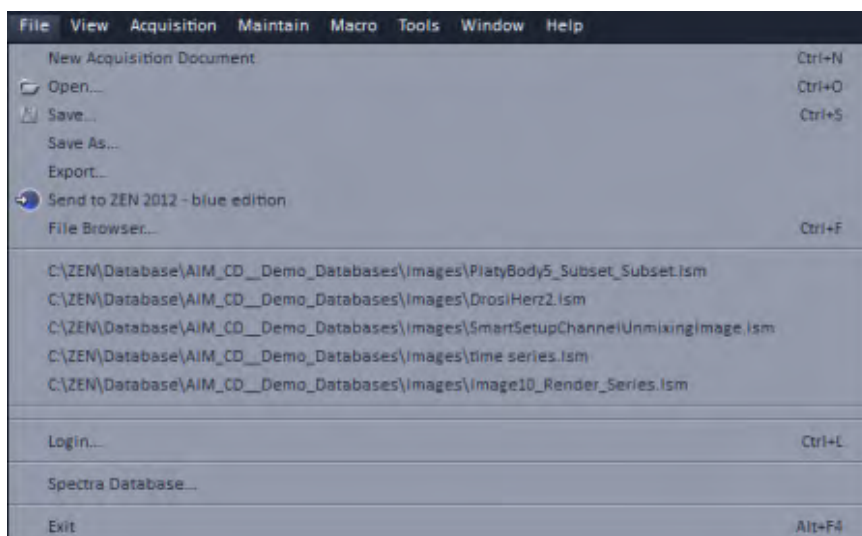 File View Acquisition Maintain Macro Tools Window Help
New Acquisition Document Ctrl+N
Open... Ctrl+O
Save... Ctrl+S
Save As...
Export...
Send to ZEN 2012 - blue edition
File Browser... Ctrl+F
C:\ZEN\Database\AIM_CD__Demo_Databases\Images\PlatyBody5_Subset_Subset.lsm
C:\ZEN\Database\AIM_CD__Demo_Databases\Images\DrosiHerz2.lsm
C:\ZEN\Database\AIM_CD__Demo_Databases\Images\SmartSetupChannelUnmixingImage.lsm
C:\ZEN\Database\AIM_CD__Demo_Databases\Images\time series.lsm
C:\ZEN\Database\AIM_CD__Demo_Databases\Images\Image10_Render_Series.lsm
Login... Ctrl+L
Spectra Database...
Exit Alt+F4